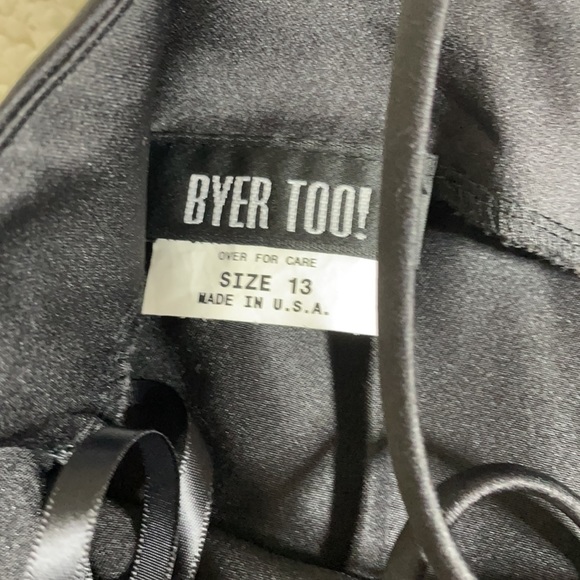 BYER TOO!
OVER FOR CARE
SIZE 13
MADE IN U.S.A.